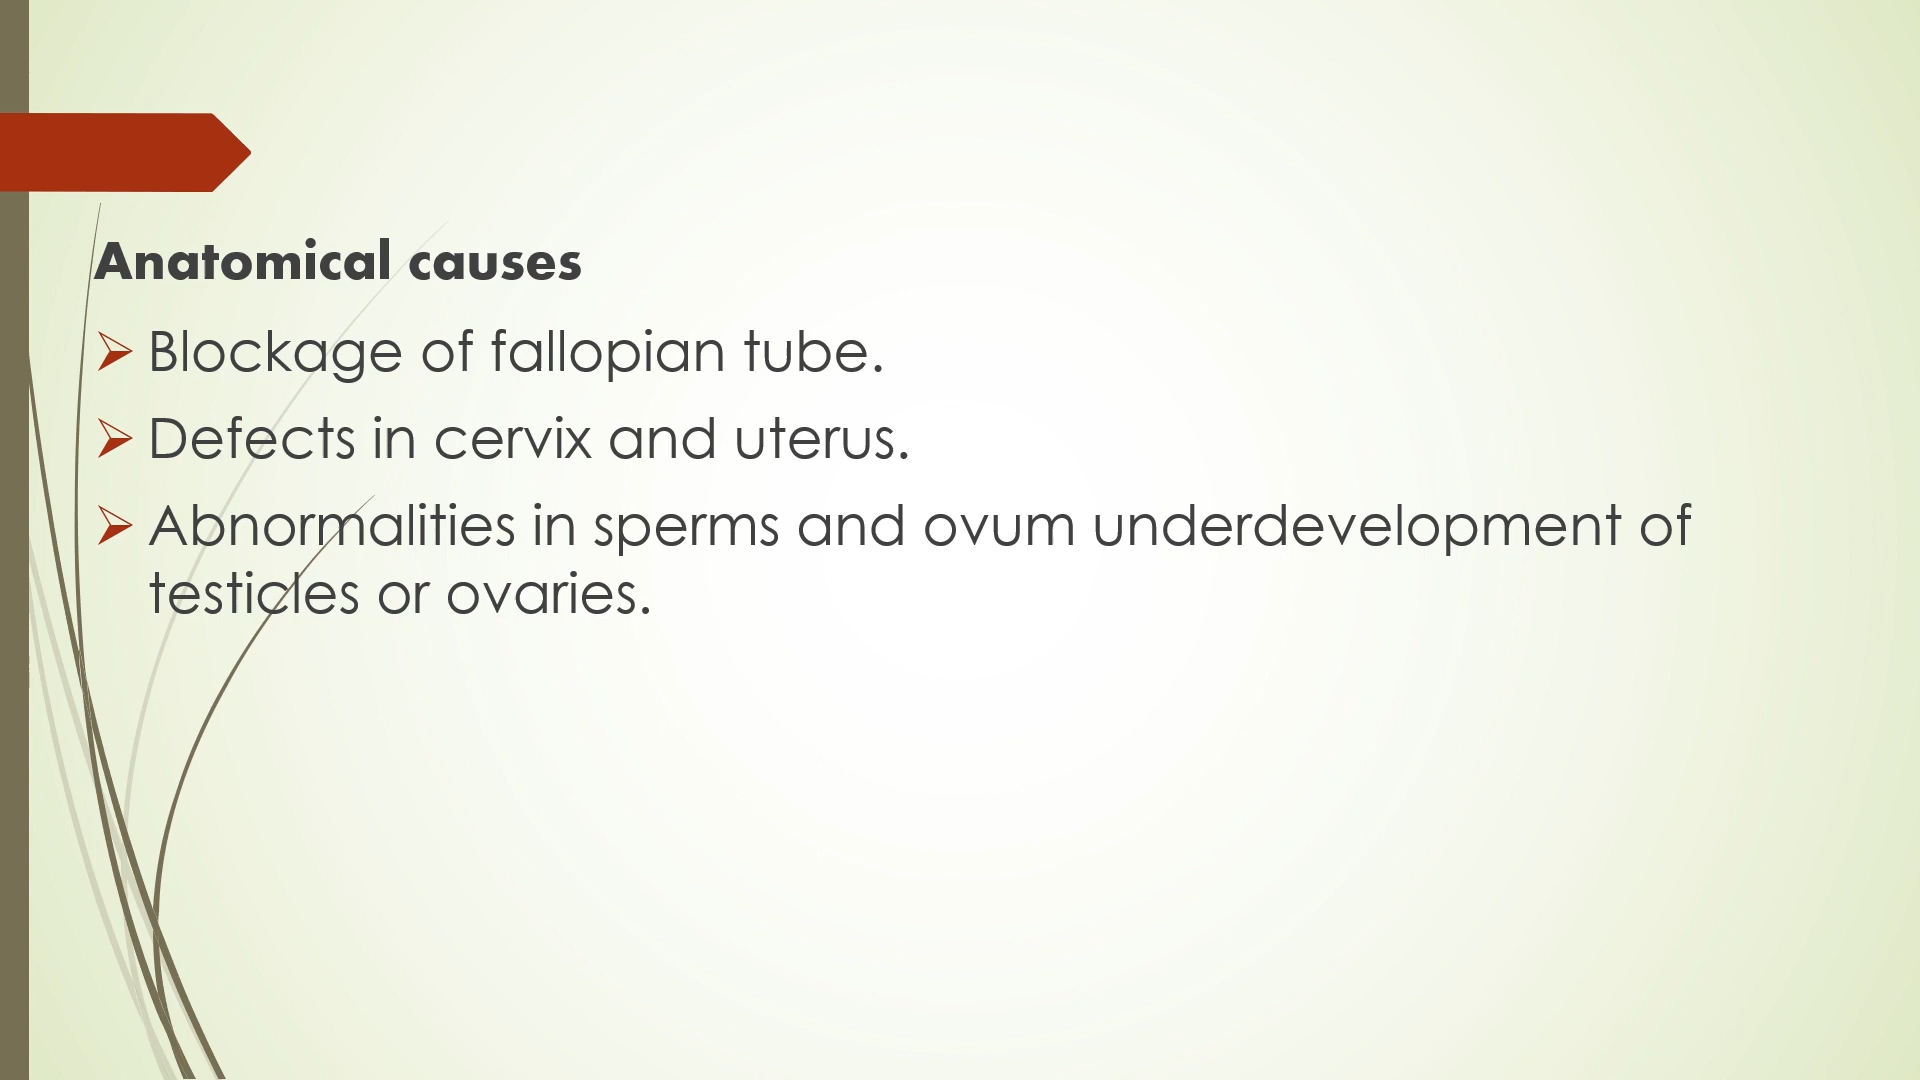 Anatomical causes
Blockage of fallopian tube.
Defects in cervix and uterus.
Abnormalities in sperms and ovum underdevelopment of
testicles or ovaries.